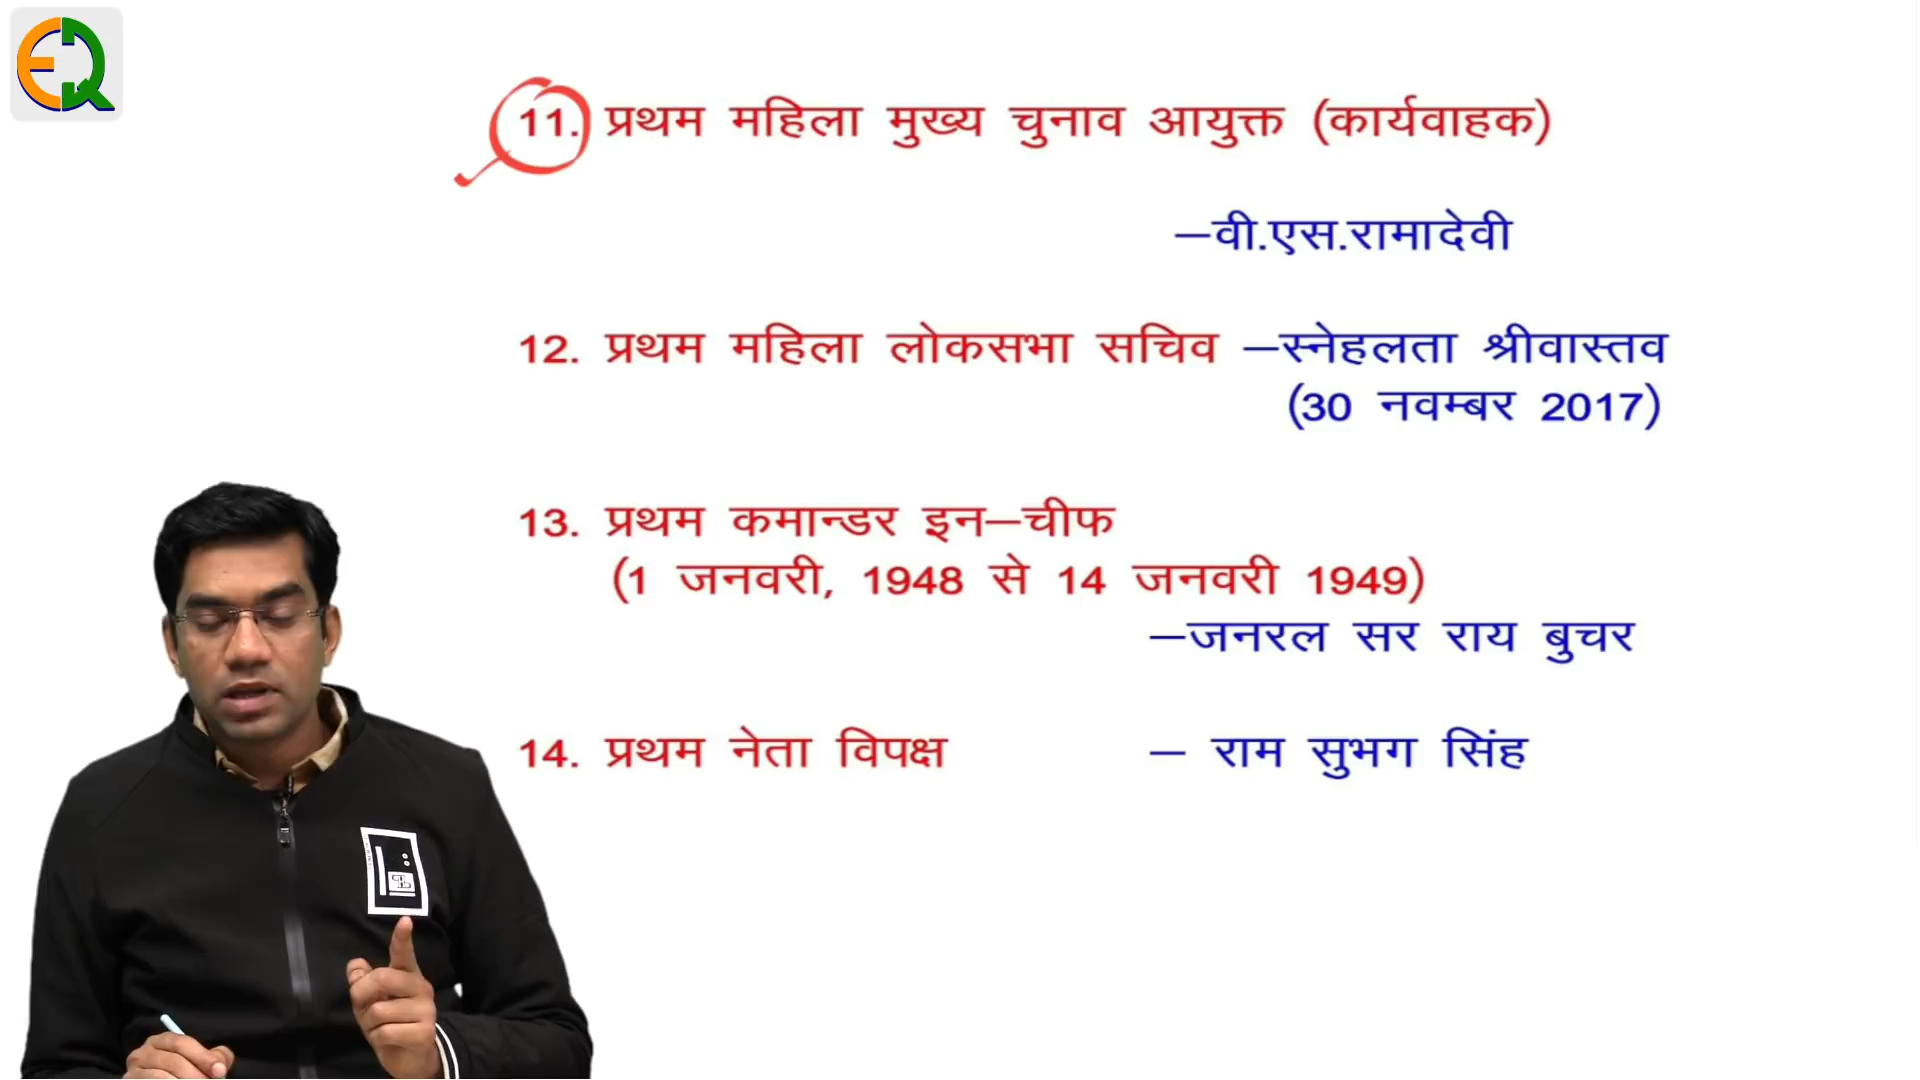 EQ
11. प्रथम महिला मुख्य चुनाव आयुक्त (कार्यवाहक)
–वी.एस.रामादेवी
12. प्रथम महिला लोकसभा सचिव –स्नेहलता श्रीवास्तव
(30 नवम्बर 2017)
13. प्रथम कमान्डर इन–चीफ
(1 जनवरी, 1948 से 14 जनवरी 1949)
–जनरल सर राय बुचर
14. प्रथम नेता विपक्ष – राम सुभग सिंह